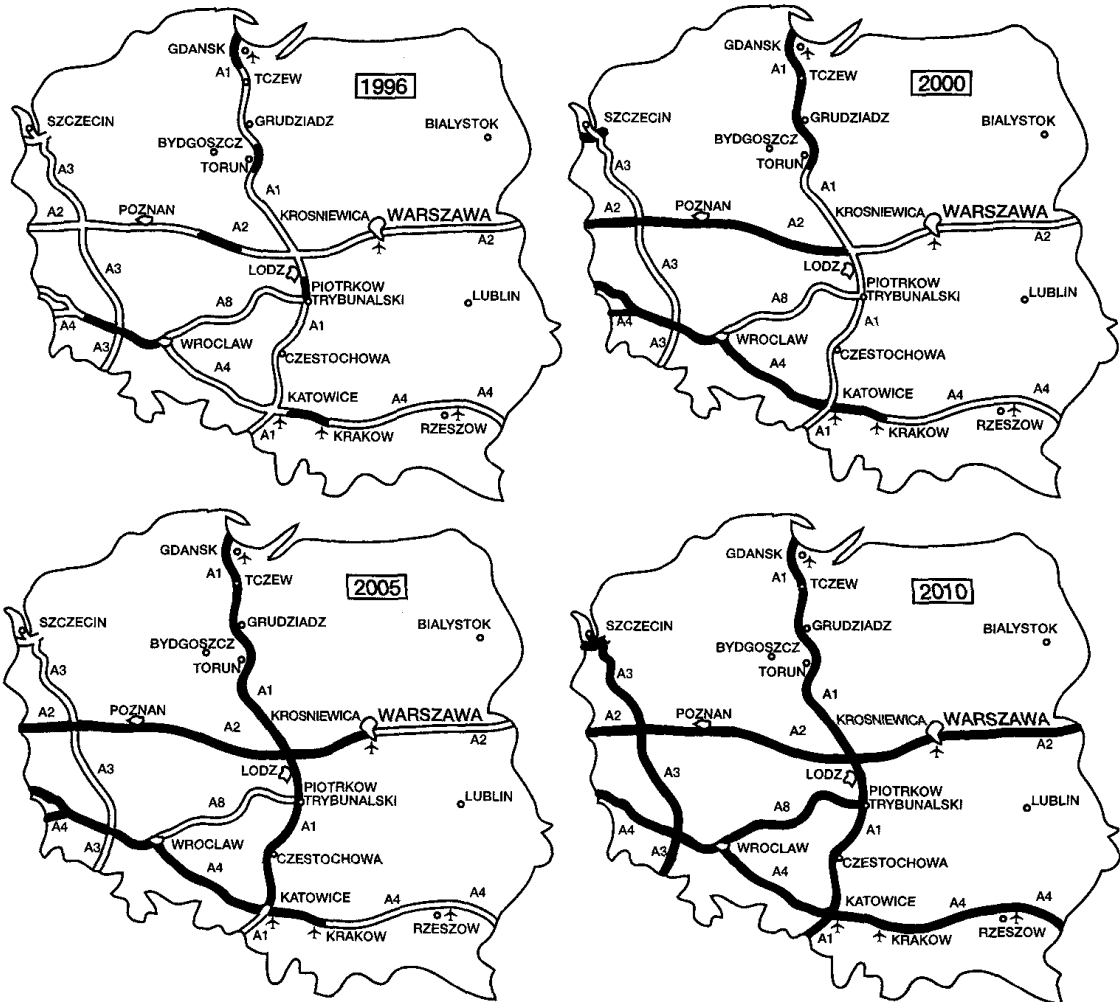 GDANSK
A1
TCZEW
1996
SZCZECIN
GRUDZIADZ
BIALYSTOK
BYDGOSZCZ
TORUN
A3
A1
A2
POZNAN
KROSNIEWICA
WARSZAWA
A2
A2
A3
LODZ
PIOTRKOW
TRYBUNALSKI
A8
LUBLIN
A4
A1
A3
WROCLAW
CZESTOCHOWA
A4
KATOWICE
A4
A4
A1
KRAKOW
RZESZOW
GDANSK
A1
TCZEW
2000
SZCZECIN
GRUDZIADZ
BIALYSTOK
BYDGOSZCZ
TORUN
A3
A1
A2
POZNAN
KROSNIEWICA
WARSZAWA
A2
A2
A3
LODZ
PIOTRKOW
TRYBUNALSKI
A8
LUBLIN
A4
A1
A3
WROCLAW
CZESTOCHOWA
A4
KATOWICE
A4
A4
A1
KRAKOW
RZESZOW
GDANSK
A1
TCZEW
2005
SZCZECIN
GRUDZIADZ
BIALYSTOK
BYDGOSZCZ
TORUN
A3
A1
A2
POZNAN
KROSNIEWICA
WARSZAWA
A2
A2
A3
LODZ
PIOTRKOW
TRYBUNALSKI
A8
LUBLIN
A4
A1
A3
WROCLAW
CZESTOCHOWA
A4
KATOWICE
A4
A4
A1
KRAKOW
RZESZOW
GDANSK
A1
TCZEW
2010
SZCZECIN
GRUDZIADZ
BIALYSTOK
BYDGOSZCZ
TORUN
A3
A1
A2
POZNAN
KROSNIEWICA
WARSZAWA
A2
A2
A3
LODZ
PIOTRKOW
TRYBUNALSKI
A8
LUBLIN
A4
A1
A3
WROCLAW
CZESTOCHOWA
A4
KATOWICE
A4
A4
A1
KRAKOW
RZESZOW